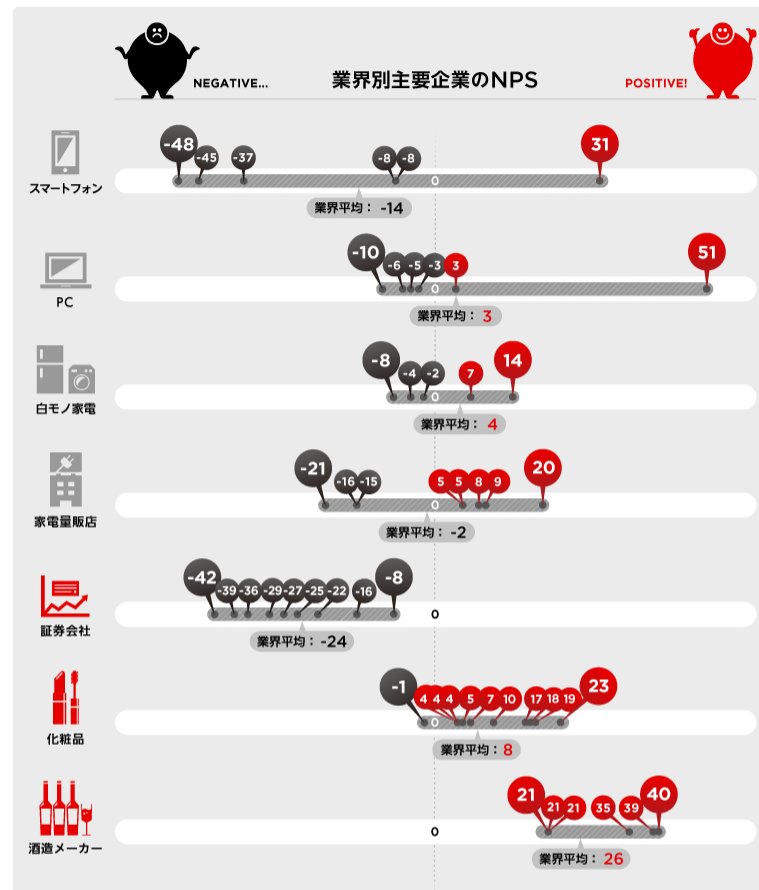 NEGATIVE... 業界別主要企業のNPS POSITIVE!
スマートフォン
-48 -45 -37 -8 -8 0 31
業界平均： -14
PC
-10 -6 -5 -3 0 3 51
業界平均： 3
白モノ家電
-8 -4 -2 0 7 14
業界平均： 4
家電量販店
-21 -16 -15 0 5 5 8 9 20
業界平均： -2
証券会社
-42 -39 -36 -29 -27 -25 -22 -16 -8 0
業界平均： -24
化粧品
-1 0 4 4 4 5 7 10 17 18 19 23
業界平均： 8
酒造メーカー
0 21 21 21 35 39 40
業界平均： 26